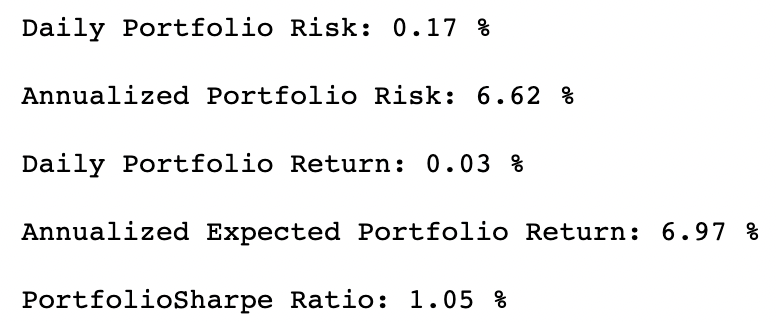 Daily Portfolio Risk: 0.17 %
Annualized Portfolio Risk: 6.62 %
Daily Portfolio Return: 0.03 %
Annualized Expected Portfolio Return: 6.97 %
PortfolioSharpe Ratio: 1.05 %